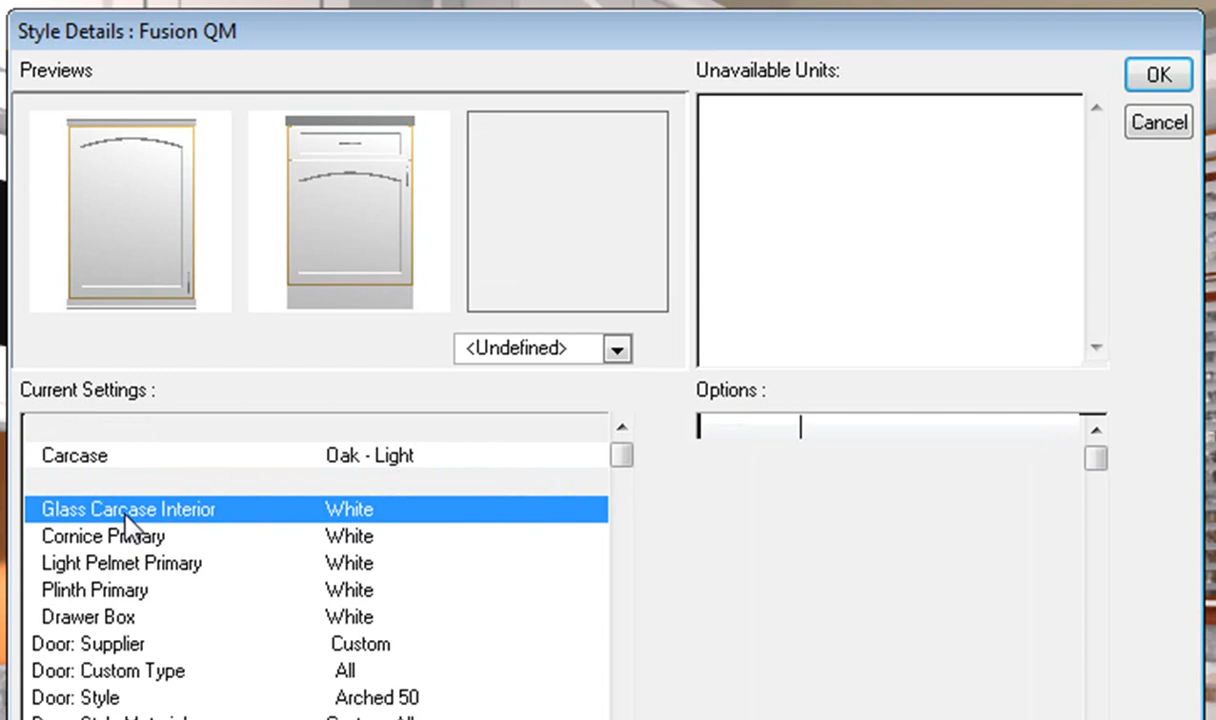 Style Details : Fusion QM
Previews
Unavailable Units:
OK
Cancel
<Undefined>
Current Settings :
Options :
Carcase Oak - Light
Glass Carcase Interior White
Cornice Primary White
Light Pelmet Primary White
Plinth Primary White
Drawer Box White
Door: Supplier Custom
Door: Custom Type All
Door: Style Arched 50